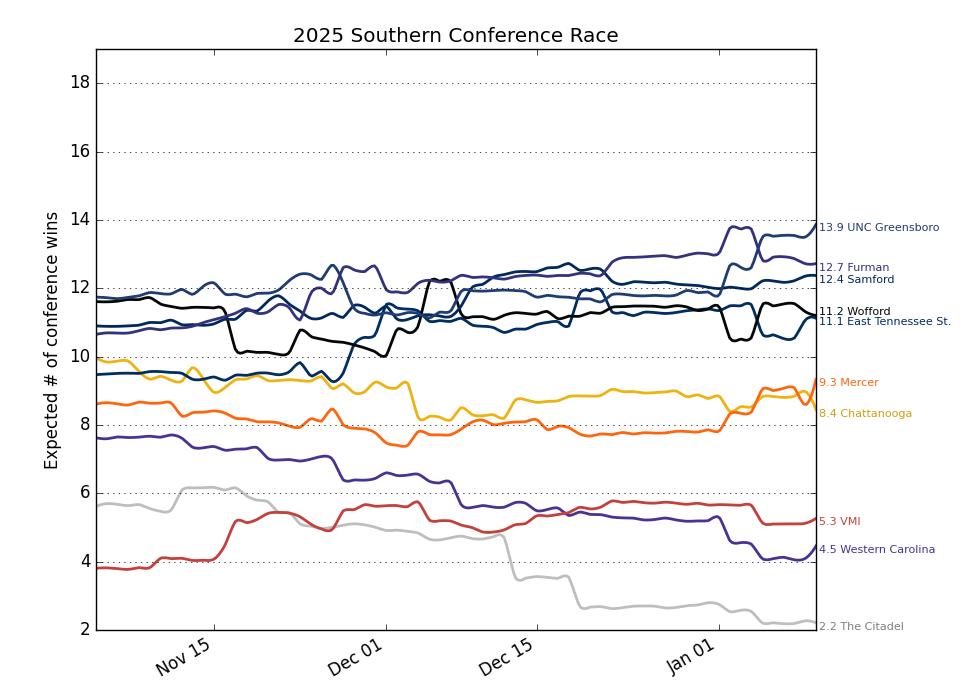 2025 Southern Conference Race
Expected # of conference wins
18
16
14
12
10
8
6
4
2
Nov 15
Dec 01
Dec 15
Jan 01
13.9 UNC Greensboro
12.7 Furman
12.4 Samford
11.2 Wofford
11.1 East Tennessee St.
9.3 Mercer
8.4 Chattanooga
5.3 VMI
4.5 Western Carolina
2.2 The Citadel